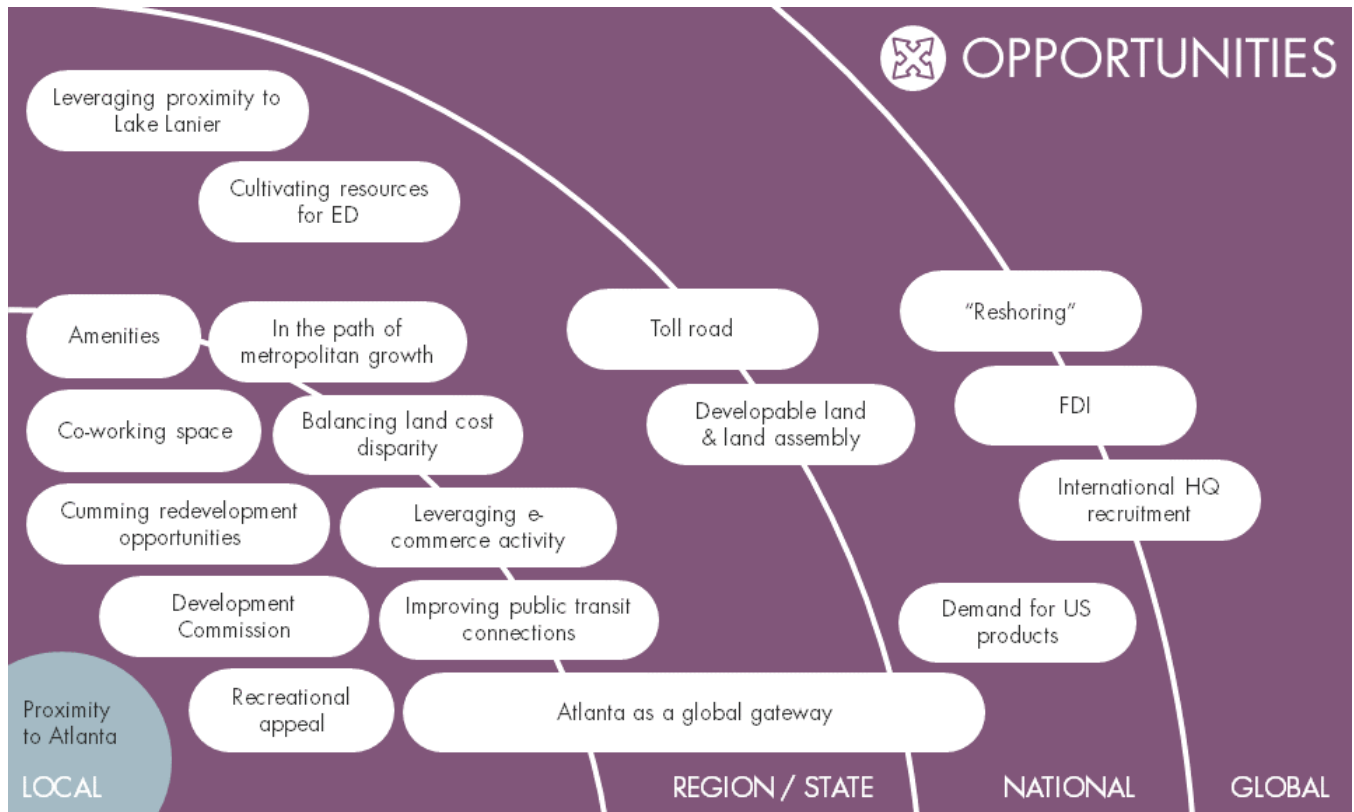 OPPORTUNITIES
Leveraging proximity to
Lake Lanier
Cultivating resources
for ED
Amenities
In the path of
metropolitan growth
Toll road
“Reshoring”
Co-working space
Balancing land cost
disparity
Developable land
& land assembly
FDI
Cumming redevelopment
opportunities
Leveraging e-
commerce activity
International HQ
recruitment
Development
Commission
Improving public transit
connections
Demand for US
products
Recreational
appeal
Atlanta as a global gateway
Proximity
to Atlanta
LOCAL
REGION / STATE
NATIONAL
GLOBAL